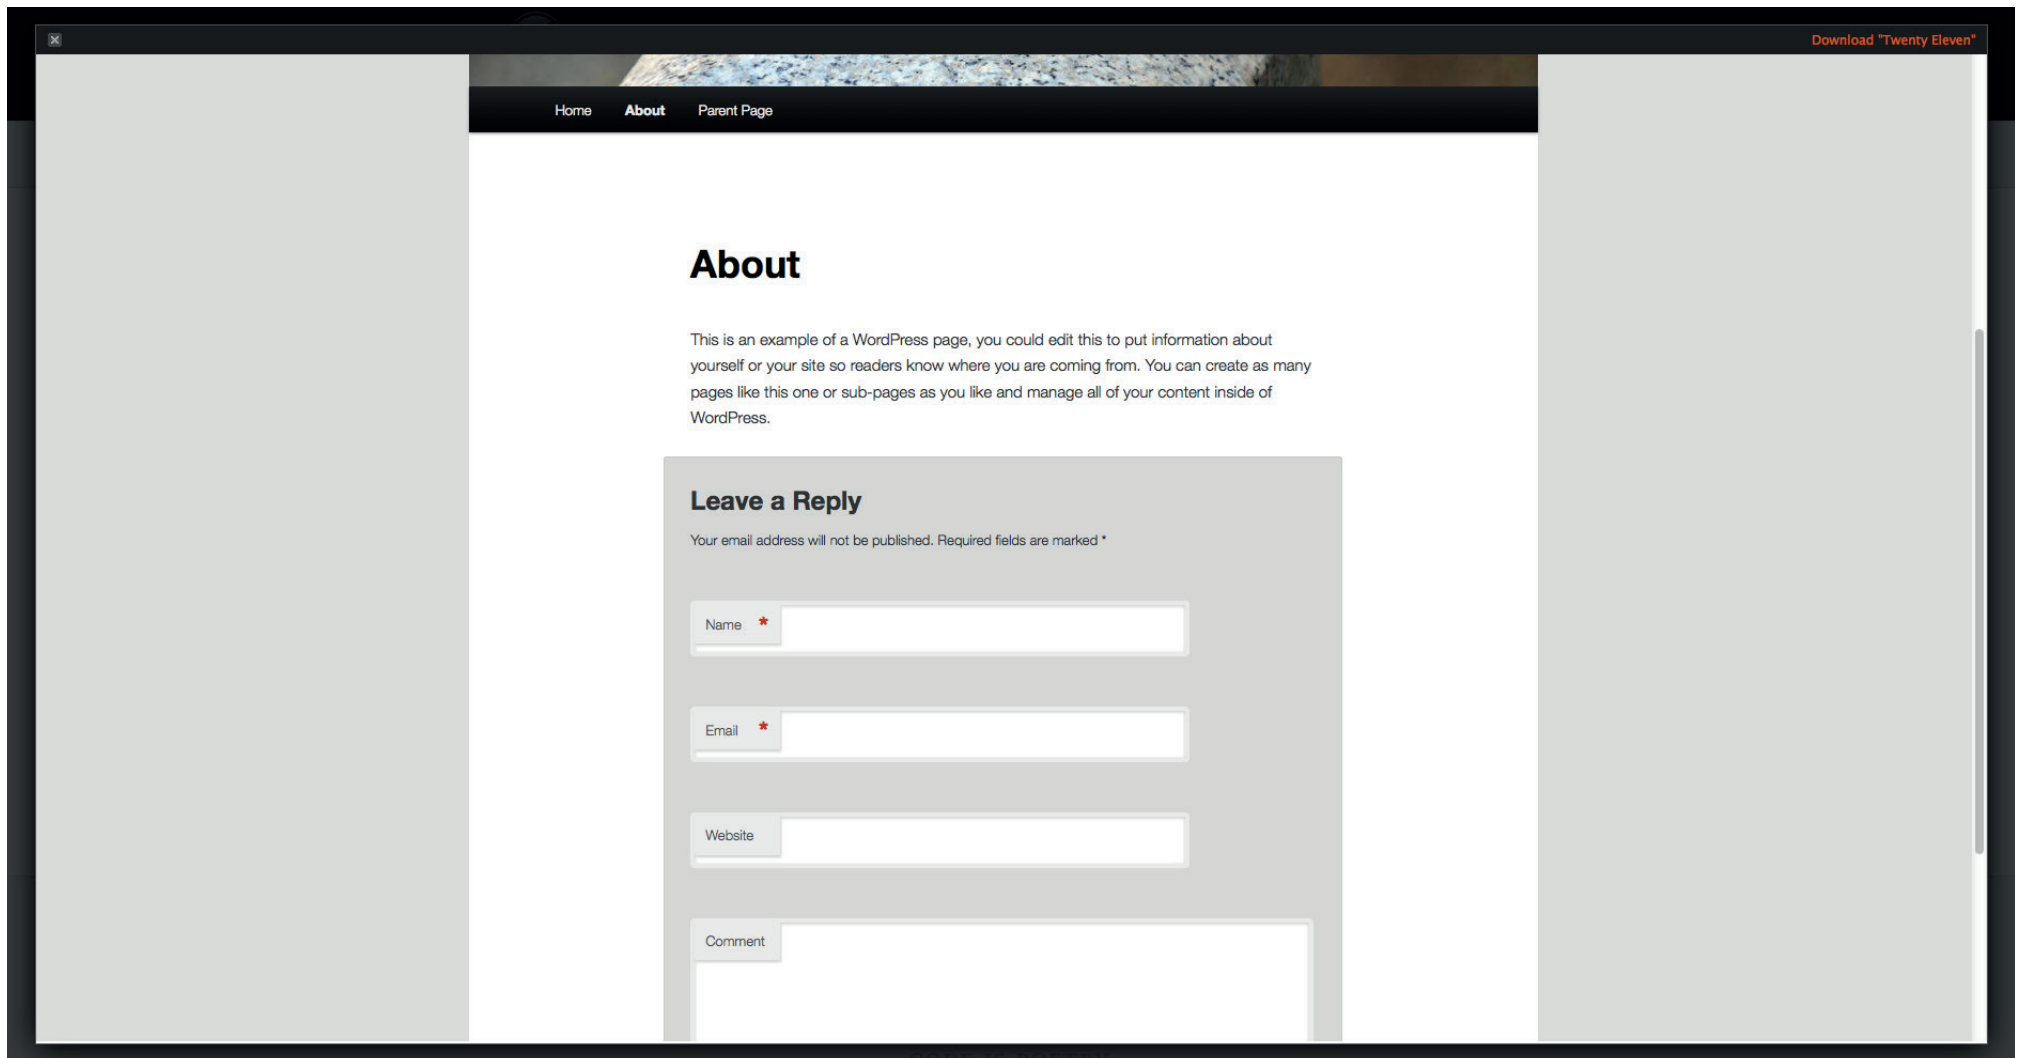 Download "Twenty Eleven"
Home About Parent Page
About
This is an example of a WordPress page, you could edit this to put information about
yourself or your site so readers know where you are coming from. You can create as many
pages like this one or sub-pages as you like and manage all of your content inside of
WordPress.
Leave a Reply
Your email address will not be published. Required fields are marked *
Name *
Email *
Website
Comment